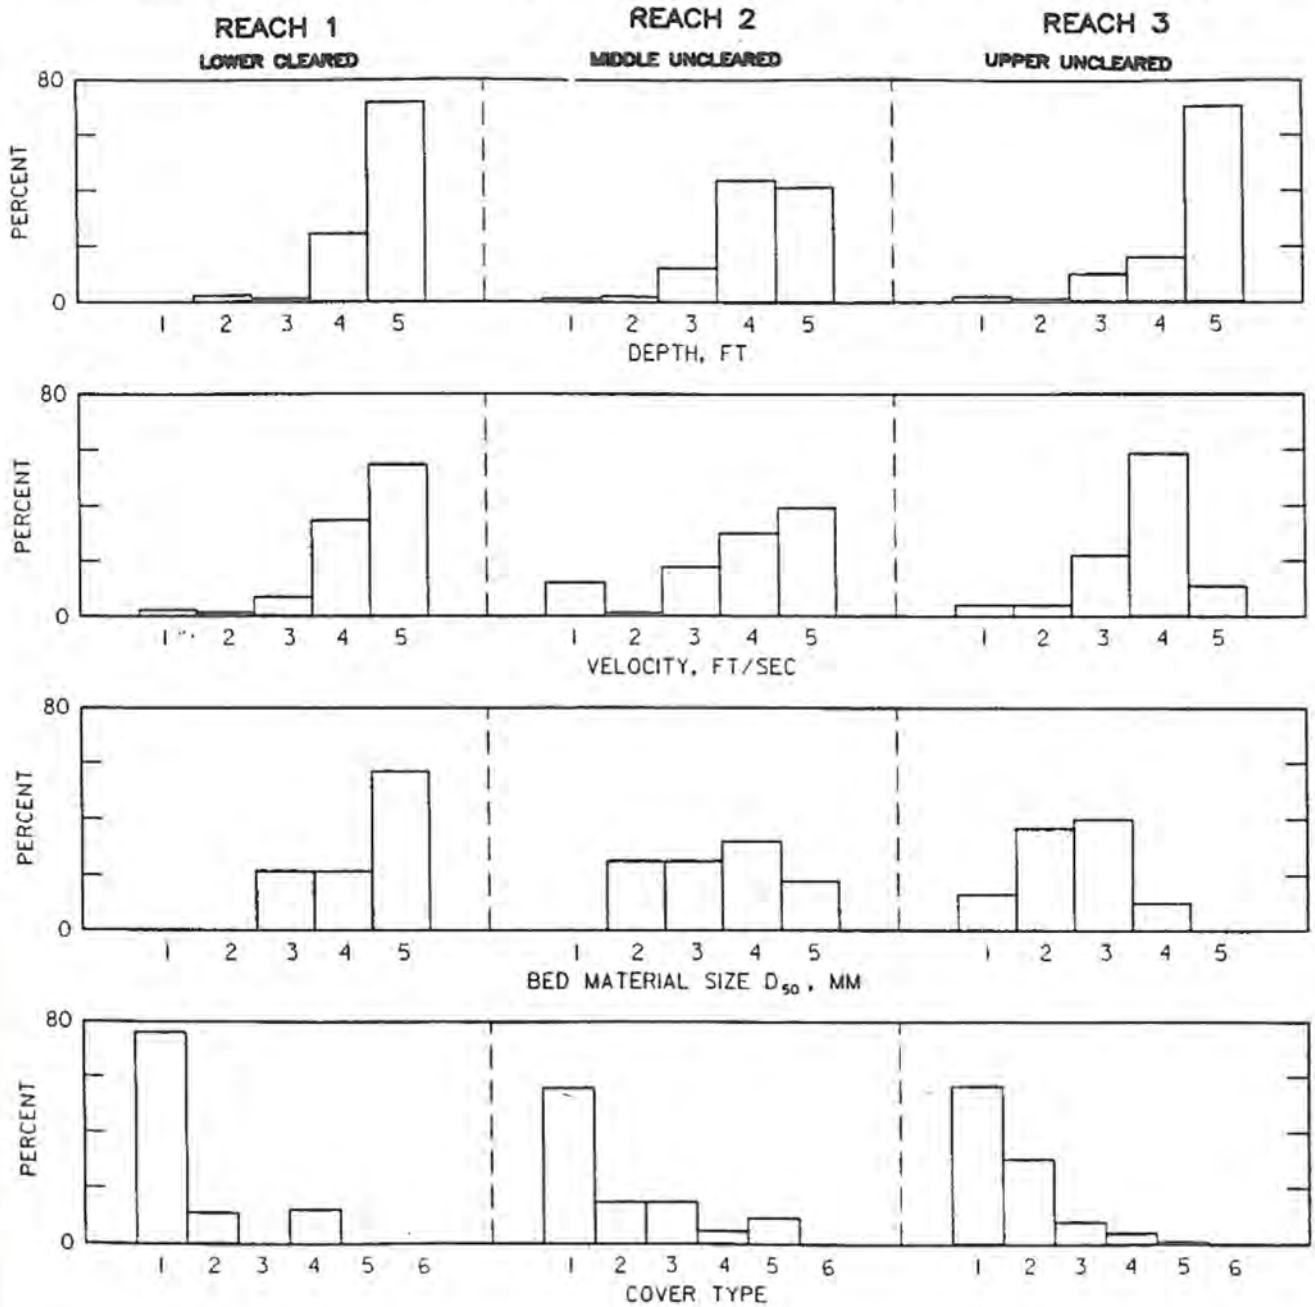 REACH 1 REACH 2 REACH 3
LOWER CLEARED MIDDLE UNCLEARED UPPER UNCLEARED
80
PERCENT
0
1 2 3 4 5 1 2 3 4 5 1 2 3 4 5
DEPTH, FT
80
PERCENT
0
1 2 3 4 5 1 2 3 4 5 1 2 3 4 5
VELOCITY, FT/SEC
80
PERCENT
0
1 2 3 4 5 1 2 3 4 5 1 2 3 4 5
BED MATERIAL SIZE D₅₀, MM
80
PERCENT
0
1 2 3 4 5 6 1 2 3 4 5 6 1 2 3 4 5 6
COVER TYPE